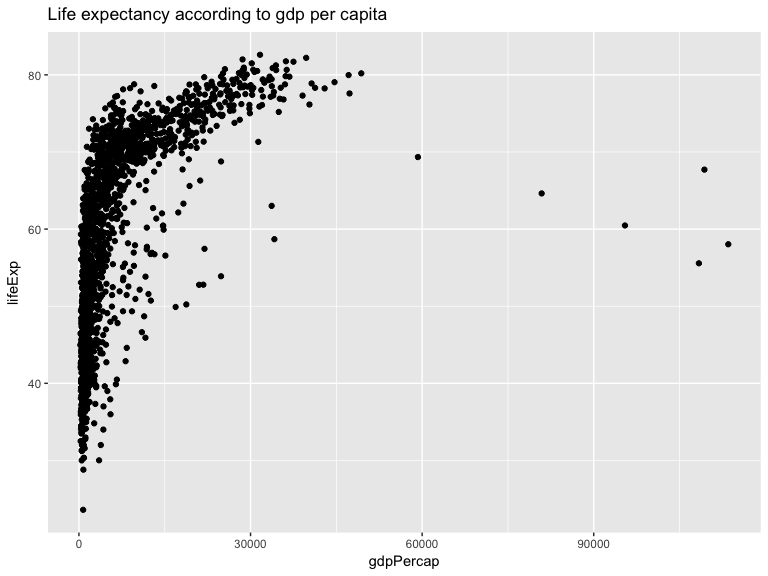 Life expectancy according to gdp per capita
80
60
40
lifeExp
0 30000 60000 90000
gdpPercap